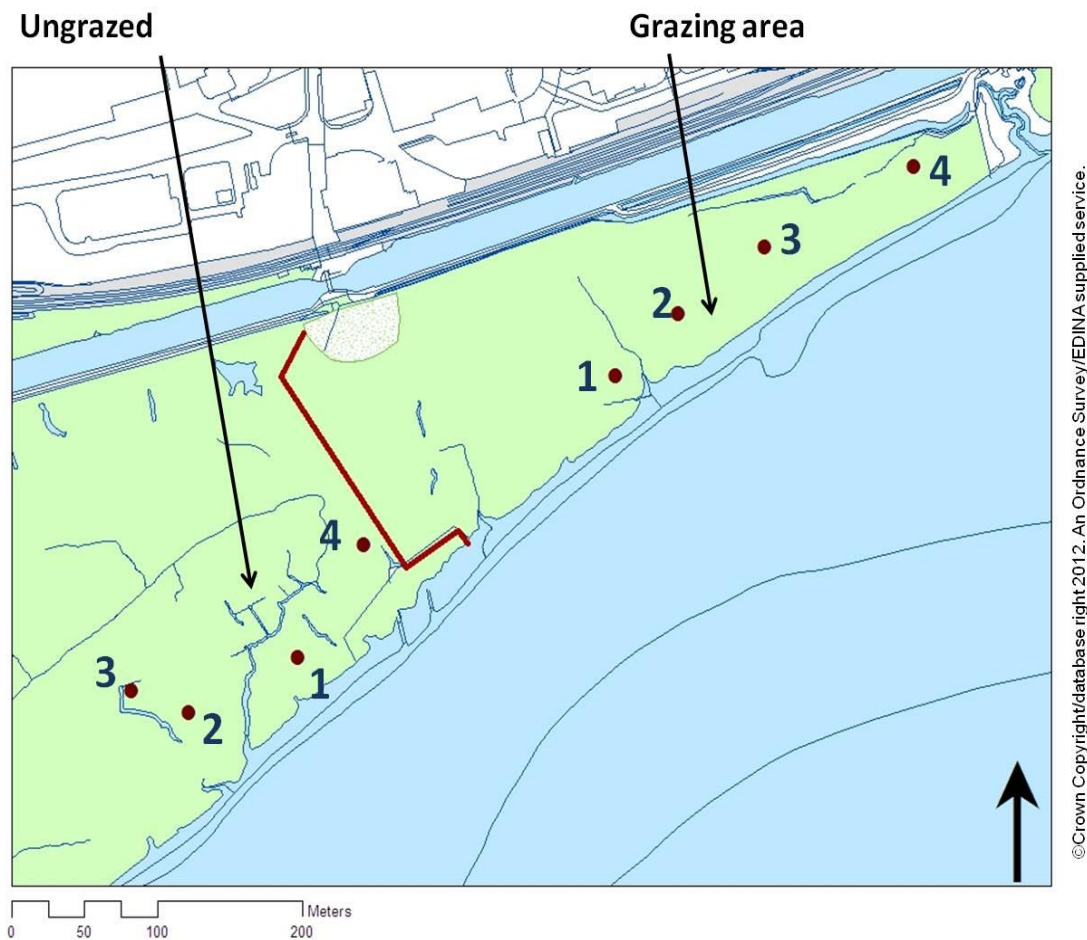 Ungrazed
Grazing area
4
3
2
1
4
3
1
2
©Crown Copyright/database right 2012. An Ordnance Survey/EDINA supplied service.
Meters
0 50 100 200